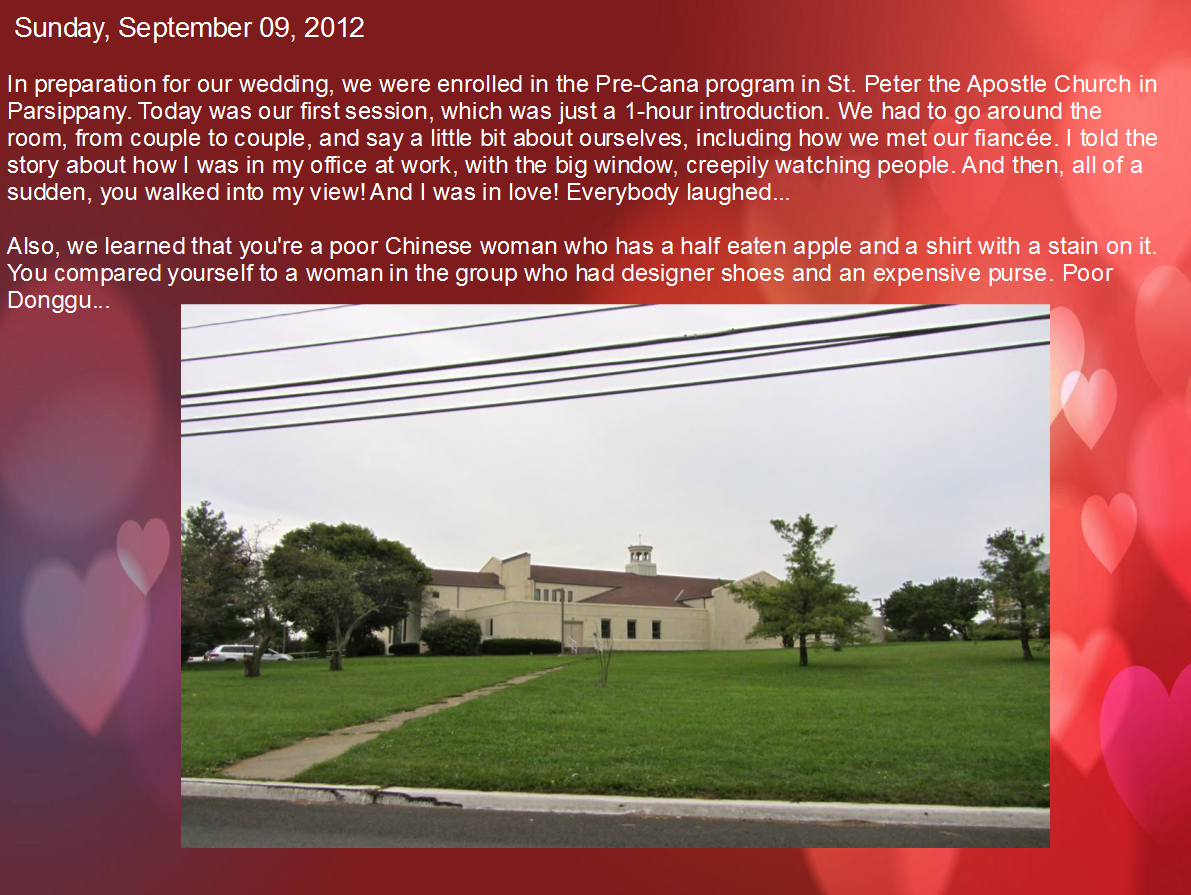 Sunday, September 09, 2012
In preparation for our wedding, we were enrolled in the Pre-Cana program in St. Peter the Apostle Church in
Parsippany. Today was our first session, which was just a 1-hour introduction. We had to go around the
room, from couple to couple, and say a little bit about ourselves, including how we met our fiancée. I told the
story about how I was in my office at work, with the big window, creepily watching people. And then, all of a
sudden, you walked into my view! And I was in love! Everybody laughed...
Also, we learned that you're a poor Chinese woman who has a half eaten apple and a shirt with a stain on it.
You compared yourself to a woman in the group who had designer shoes and an expensive purse. Poor
Donggu...